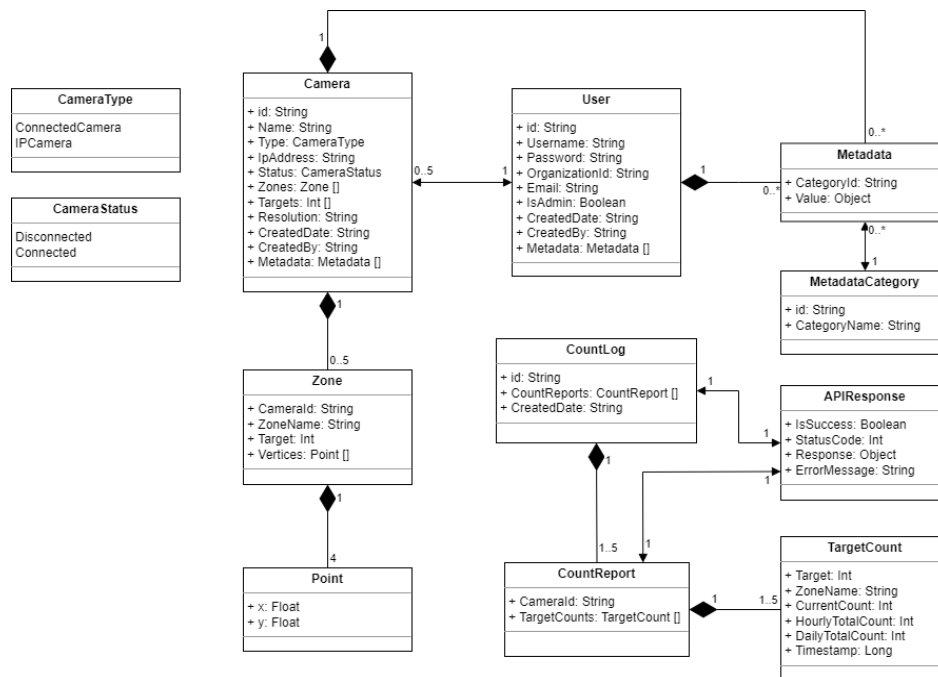 1
Camera
+ id: String
+ Name: String
+ Type: CameraType
+ IpAddress: String
+ Status: CameraStatus
+ Zones: Zone []
+ Targets: Int []
+ Resolution: String
+ CreatedDate: String
+ CreatedBy: String
+ Metadata: Metadata []
CameraType
ConnectedCamera
IPCamera
CameraStatus
Disconnected
Connected
0..5
1
User
+ id: String
+ Username: String
+ Password: String
+ OrganizationId: String
+ Email: String
+ IsAdmin: Boolean
+ CreatedDate: String
+ CreatedBy: String
+ Metadata: Metadata []
1
0..*
0..*
Metadata
+ CategoryId: String
+ Value: Object
0..*
1
MetadataCategory
+ id: String
+ CategoryName: String
1
0..5
Zone
+ CameraId: String
+ ZoneName: String
+ Target: Int
+ Vertices: Point []
1
4
Point
+ x: Float
+ y: Float
CountLog
+ id: String
+ CountReports: CountReport []
+ CreatedDate: String
1
1
APIResponse
+ IsSuccess: Boolean
+ StatusCode: Int
+ Response: Object
+ ErrorMessage: String
1
1
1
1..5
CountReport
+ CameraId: String
+ TargetCounts: TargetCount []
1
1..5
TargetCount
+ Target: Int
+ ZoneName: String
+ CurrentCount: Int
+ HourlyTotalCount: Int
+ DailyTotalCount: Int
+ Timestamp: Long